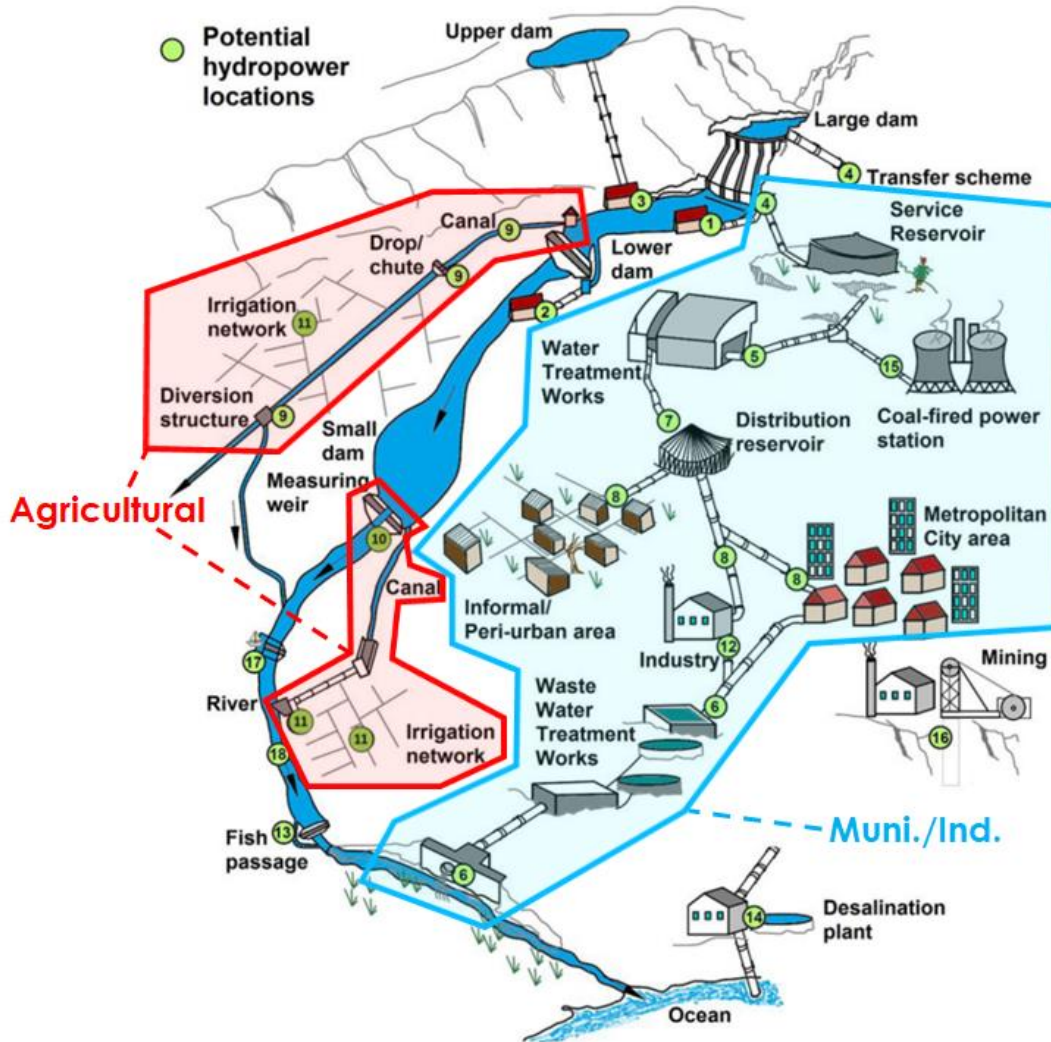 Potential
hydropower
locations
Upper dam
Large dam
4
Transfer scheme
3
1
4
Service
Reservoir
Canal
9
Drop/
chute
9
Lower
dam
2
Irrigation
network
11
Water
Treatment
Works
5
15
Coal-fired power
station
Diversion
structure
9
7
Distribution
reservoir
Small
dam
Measuring
weir
8
Agricultural
10
Metropolitan
City area
8
8
Canal
Informal/
Peri-urban area
Industry
12
17
River
Mining
16
11
11
Irrigation
network
Waste
Water
Treatment
Works
6
18
13
Fish
passage
6
Muni./Ind.
14
Desalination
plant
Ocean